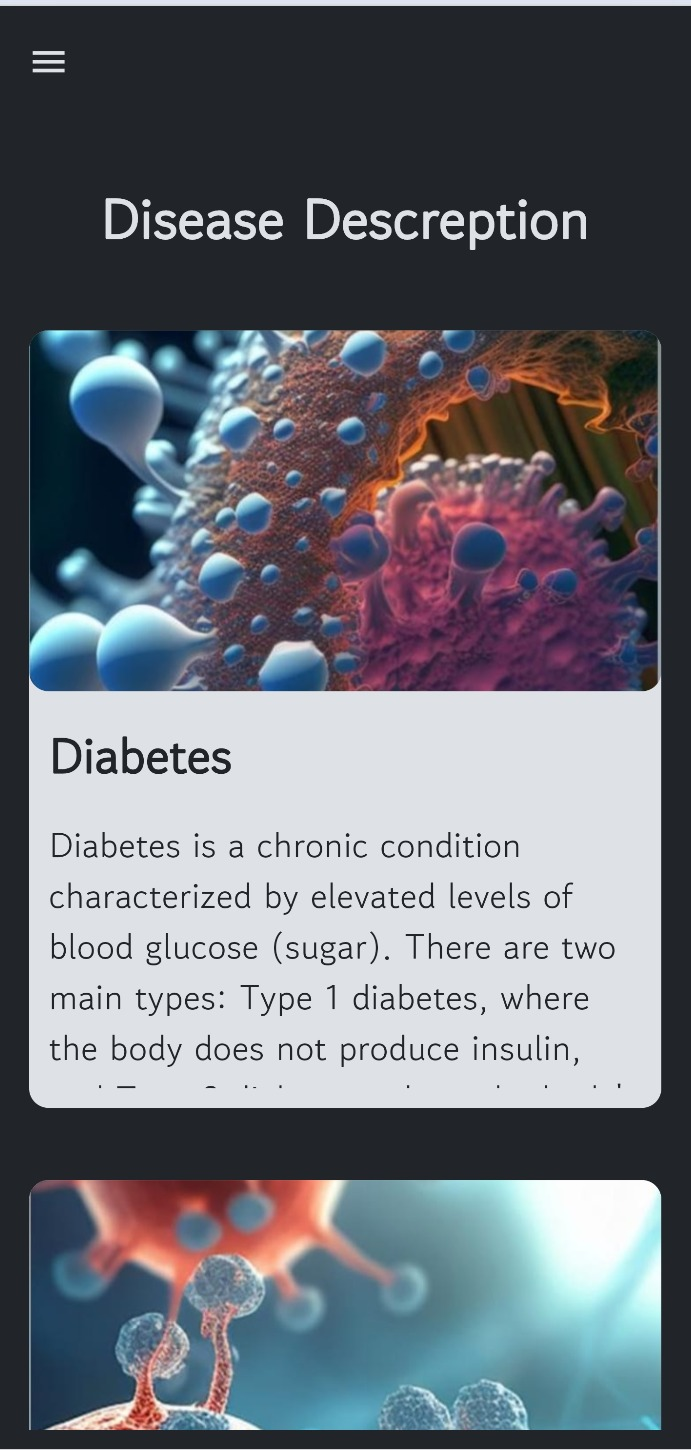 Disease Descreption
Diabetes
Diabetes is a chronic condition
characterized by elevated levels of
blood glucose (sugar). There are two
main types: Type 1 diabetes, where
the body does not produce insulin,